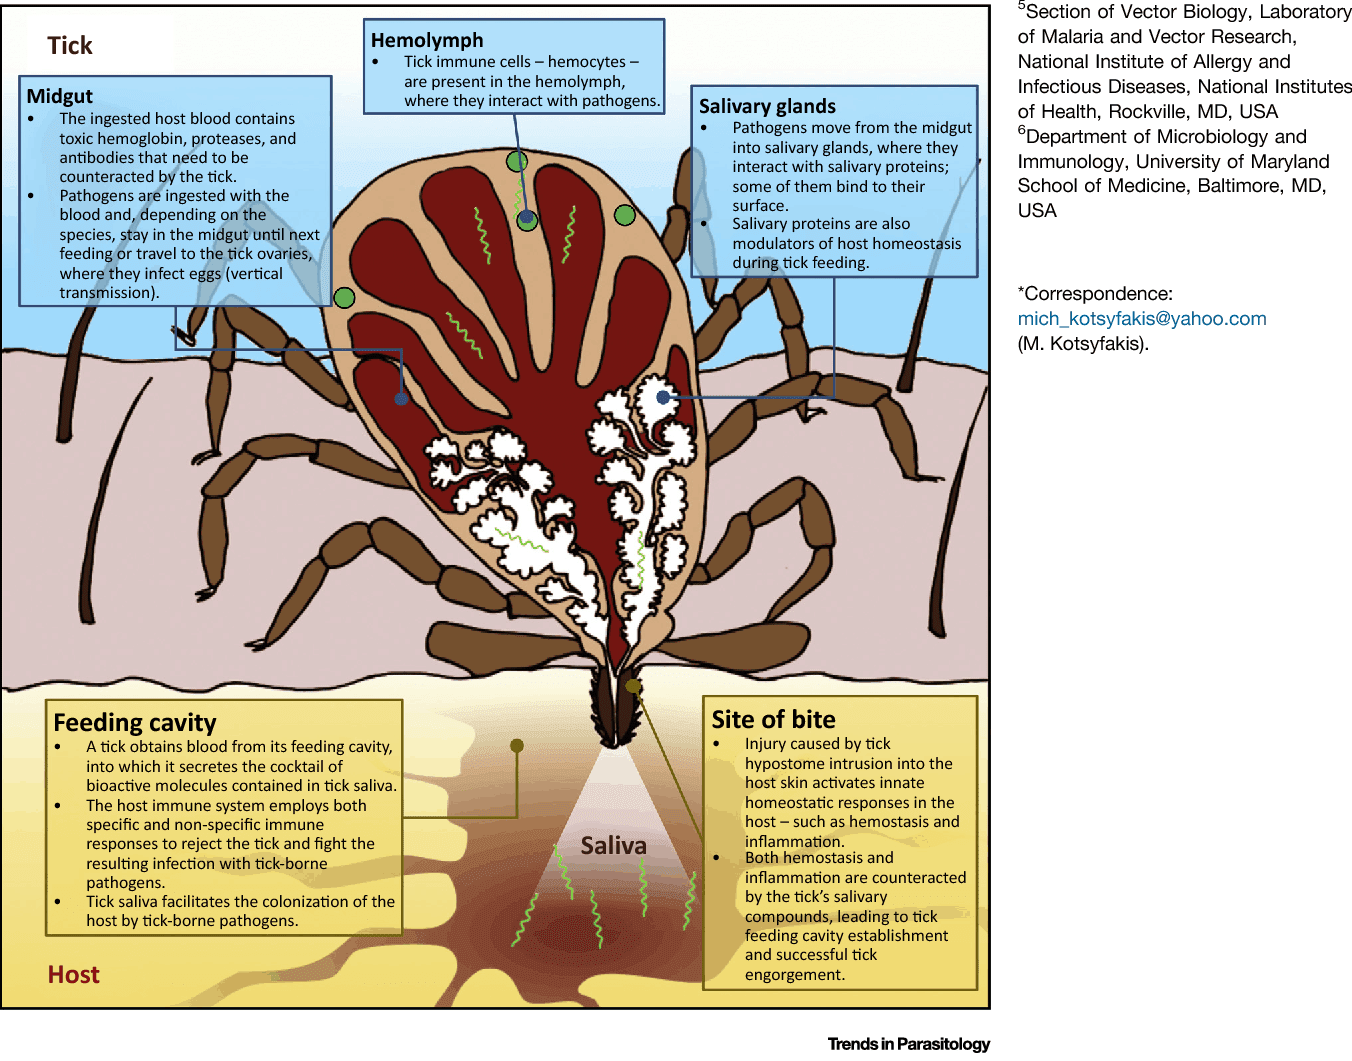 Tick
Hemolymph
• Tick immune cells – hemocytes –
are present in the hemolymph,
where they interact with pathogens.
Midgut
• The ingested host blood contains
toxic hemoglobin, proteases, and
antibodies that need to be
counteracted by the tick.
• Pathogens are ingested with the
blood and, depending on the
species, stay in the midgut until next
feeding or travel to the tick ovaries,
where they infect eggs (vertical
transmission).
Salivary glands
• Pathogens move from the midgut
into salivary glands, where they
interact with salivary proteins;
some of them bind to their
surface.
• Salivary proteins are also
modulators of host homeostasis
during tick feeding.
Feeding cavity
• A tick obtains blood from its feeding cavity,
into which it secretes the cocktail of
bioactive molecules contained in tick saliva.
• The host immune system employs both
specific and non-specific immune
responses to reject the tick and fight the
resulting infection with tick-borne
pathogens.
• Tick saliva facilitates the colonization of the
host by tick-borne pathogens.
Saliva
Site of bite
• Injury caused by tick
hypostome intrusion into the
host skin activates innate
homeostatic responses in the
host – such as hemostasis and
inflammation.
• Both hemostasis and
inflammation are counteracted
by the tick's salivary
compounds, leading to tick
feeding cavity establishment
and successful tick
engorgement.
Host
Trends in Parasitology
⁵Section of Vector Biology, Laboratory
of Malaria and Vector Research,
National Institute of Allergy and
Infectious Diseases, National Institutes
of Health, Rockville, MD, USA
⁶Department of Microbiology and
Immunology, University of Maryland
School of Medicine, Baltimore, MD,
USA
*Correspondence:
mich_kotsyfakis@yahoo.com
(M. Kotsyfakis).